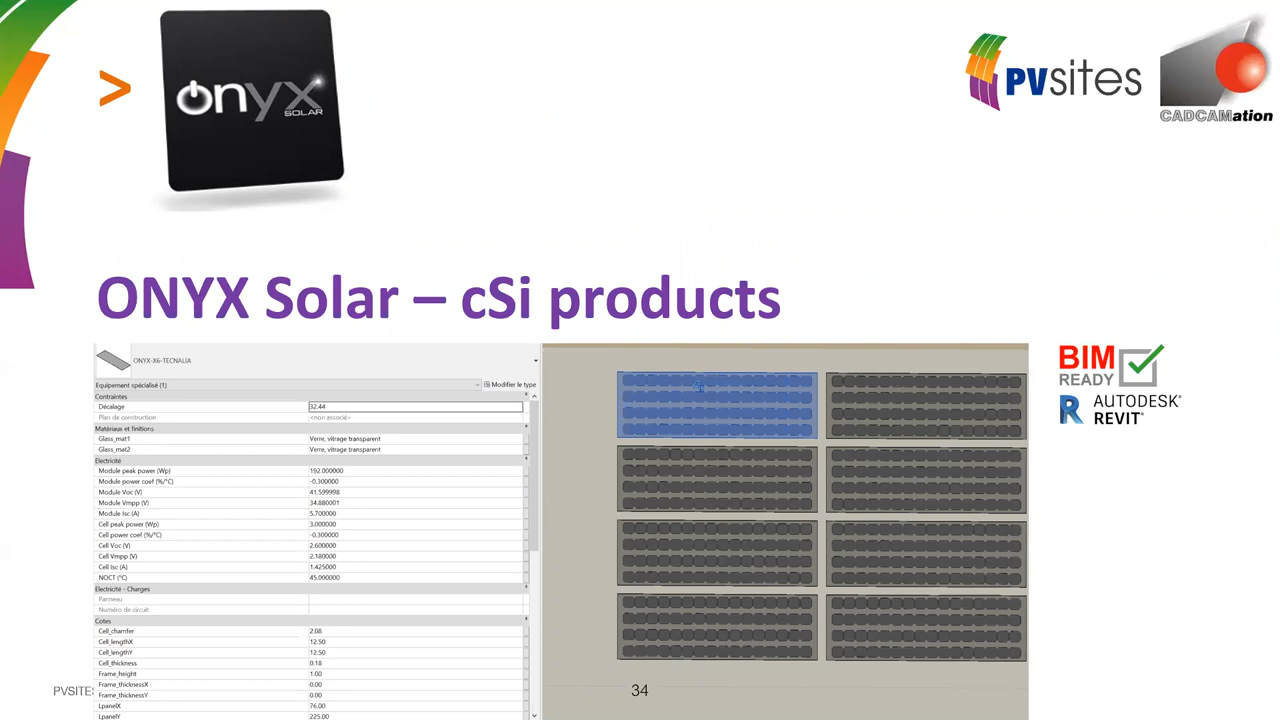 >
onyx
SOLAR
PVsites
CADCAMation
ONYX Solar – cSi products
BIM
READY
AUTODESK®
REVIT®
ONYX-X6-TECNALIA
Equipement spécialisé (1)
Modifier le type
Contraintes
Décalage 32.44
Plan de construction <non associé>
Matériaux et finitions
Glass_mat1 Verre, vitrage transparent
Glass_mat2 Verre, vitrage transparent
Electricité
Module peak power (Wp) 192.000000
Module power coef (%/°C) -0.300000
Module Voc (V) 41.599998
Module Vmpp (V) 34.880001
Module Isc (A) 5.700000
Cell peak power (Wp) 3.000000
Cell power coef (%/°C) -0.300000
Cell Voc (V) 2.600000
Cell Vmpp (V) 2.180000
Cell Isc (A) 1.425000
NOCT (°C) 45.000000
Electricité - Charges
Panneau
Numéro de circuit
Cotes
Cell_chamfer 2.08
Cell_lengthX 12.50
Cell_lengthY 12.50
Cell_thickness 0.18
Frame_height 1.00
Frame_thicknessX 0.00
Frame_thicknessY 0.00
LpanelX 76.00
LpanelY 225.00
PVSITE
34